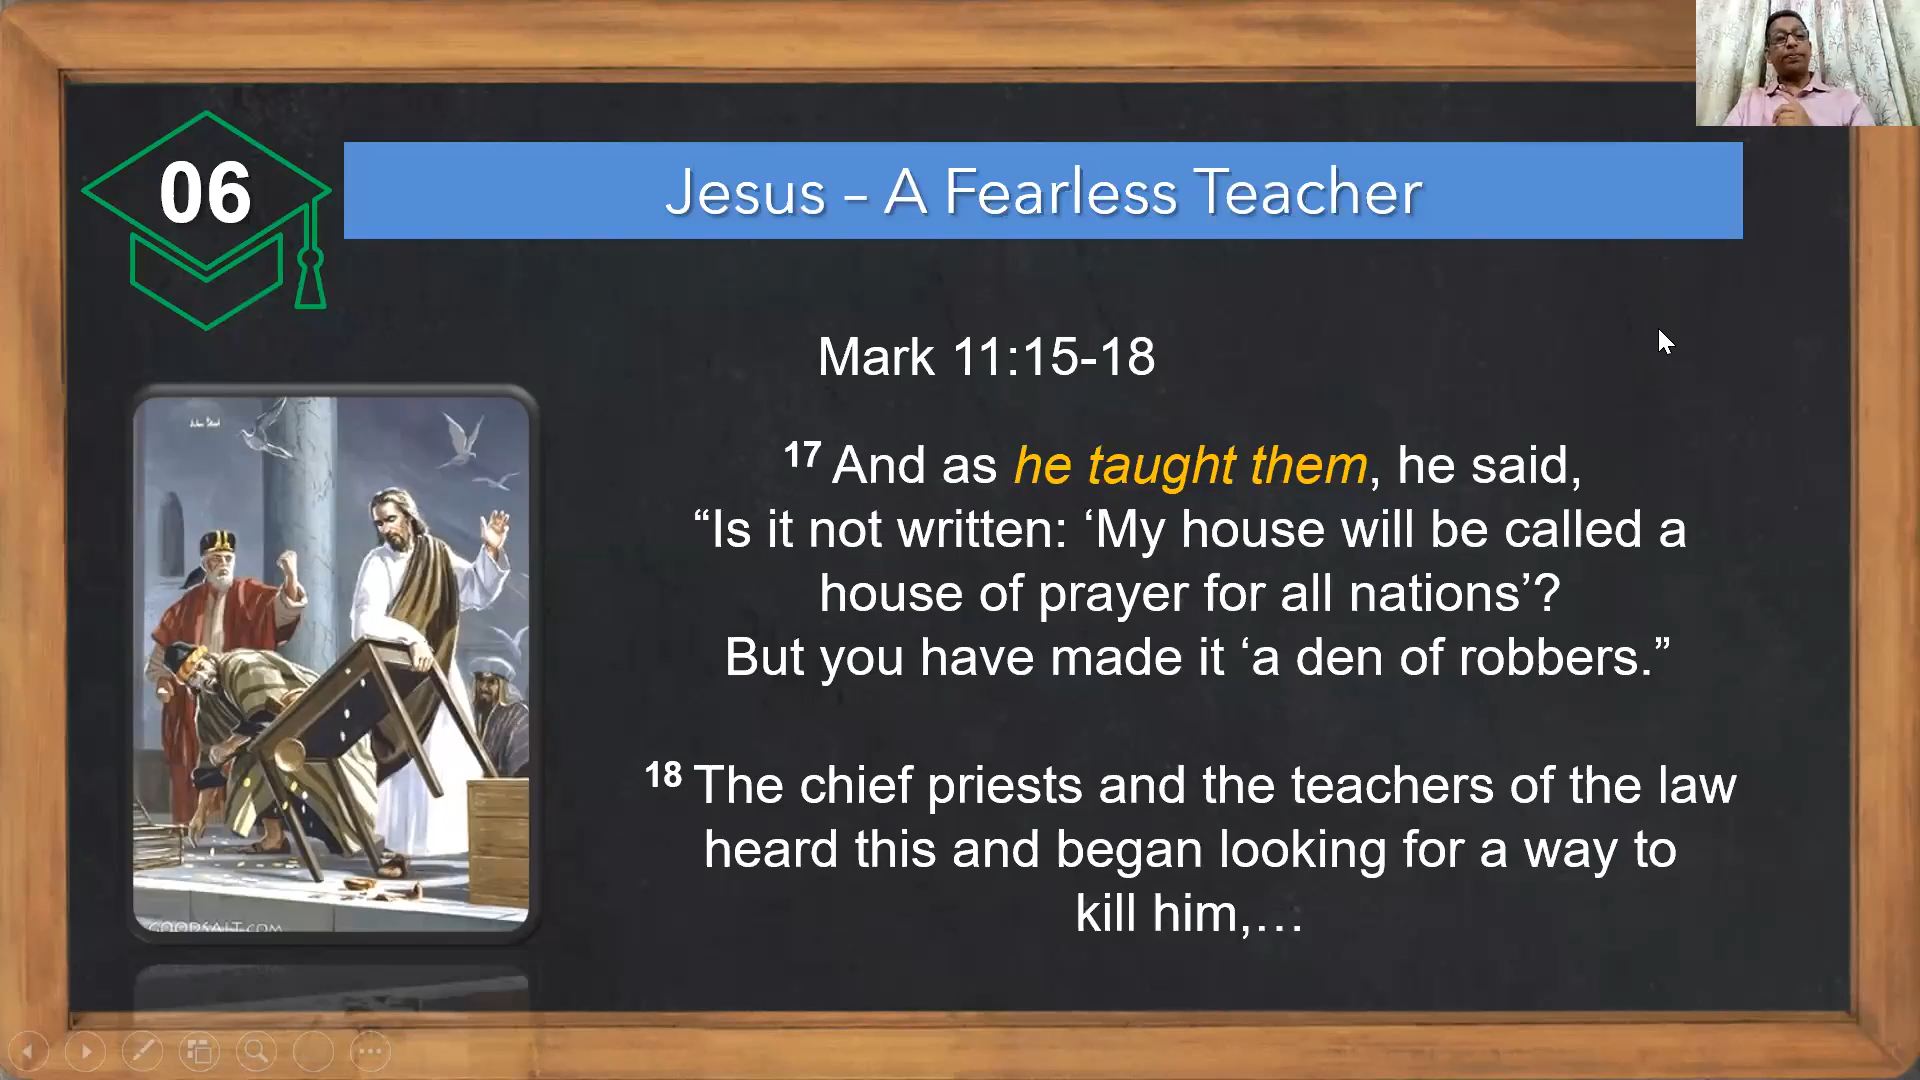 06
Jesus – A Fearless Teacher
Mark 11:15-18
17 And as he taught them, he said,
“Is it not written: ‘My house will be called a
house of prayer for all nations’?
But you have made it ‘a den of robbers.”
18 The chief priests and the teachers of the law
heard this and began looking for a way to
kill him,…
GOODSALT.COM